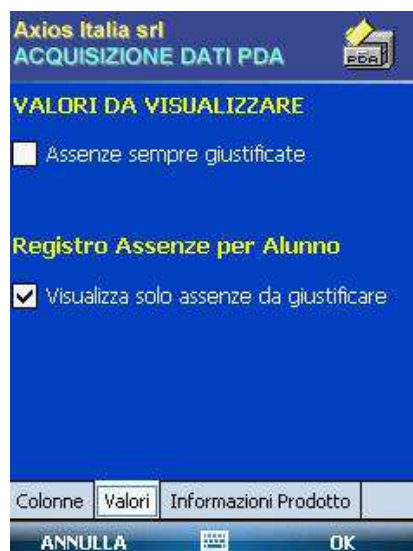 Axios Italia srl
ACQUISIZIONE DATI PDA
PDA
VALORI DA VISUALIZZARE
Assenze sempre giustificate
Registro Assenze per Alunno
Visualizza solo assenze da giustificare
Colonne Valori Informazioni Prodotto
ANNULLA OK